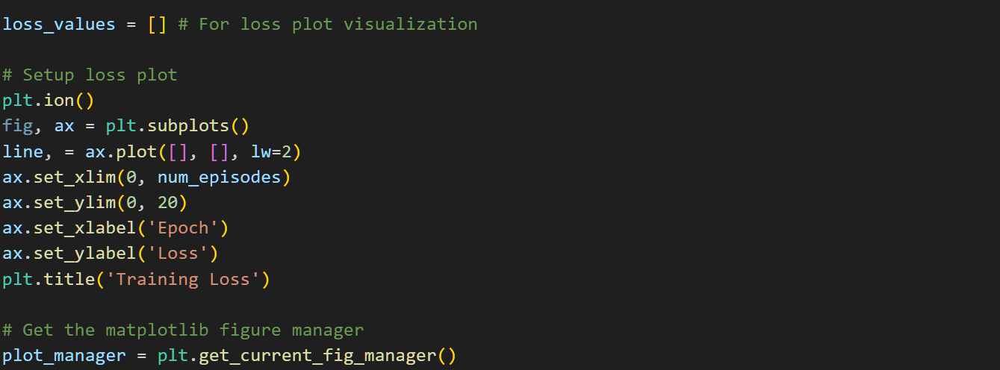 loss_values = [] # For loss plot visualization
# Setup loss plot
plt.ion()
fig, ax = plt.subplots()
line, = ax.plot([], [], lw=2)
ax.set_xlim(0, num_episodes)
ax.set_ylim(0, 20)
ax.set_xlabel('Epoch')
ax.set_ylabel('Loss')
plt.title('Training Loss')
# Get the matplotlib figure manager
plot_manager = plt.get_current_fig_manager()